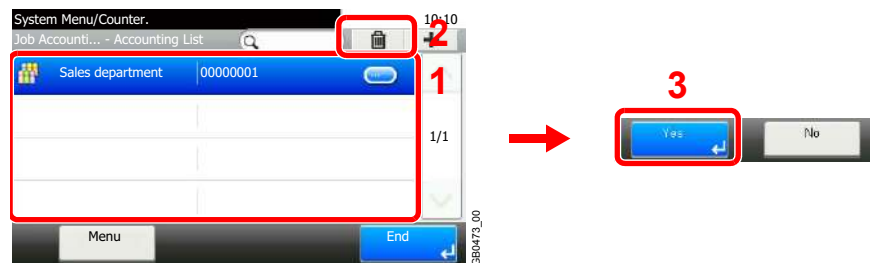 System Menu/Counter. 10:10
Job Accounti... - Accounting List
2
Sales department 00000001
1
1/1
3
Yes No
Menu End
GB0473_00